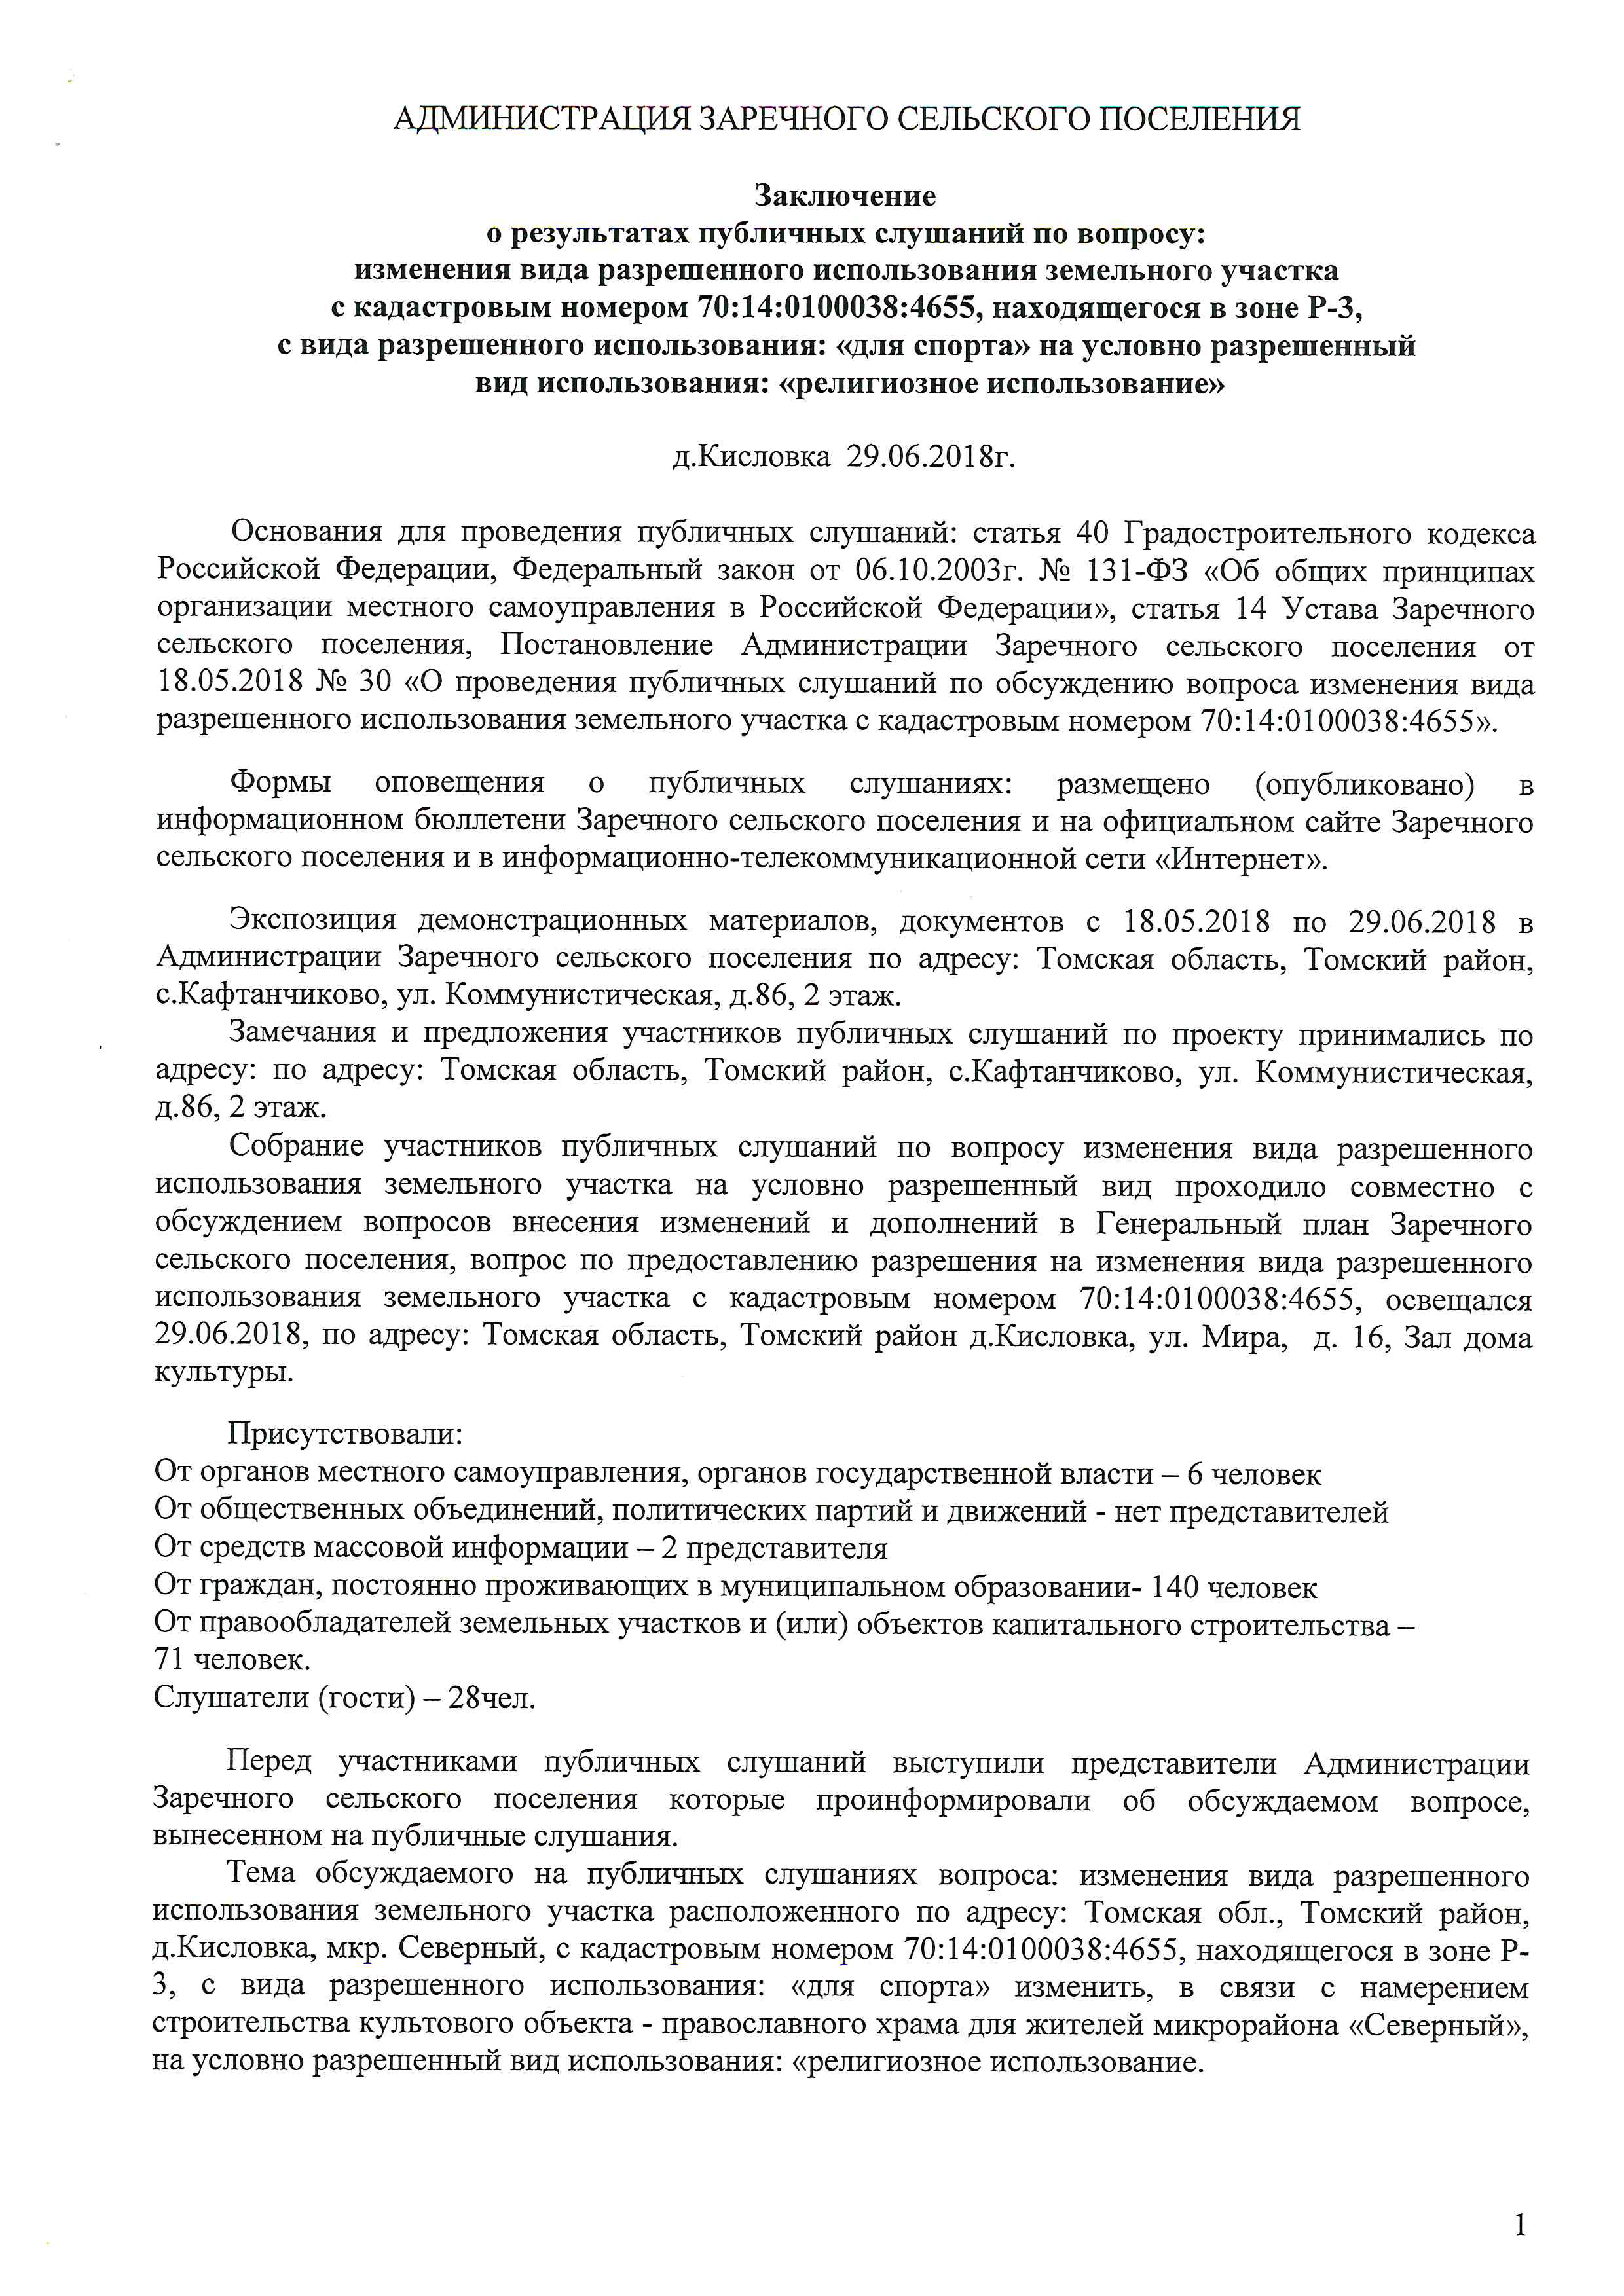 АДМИНИСТРАЦИЯ ЗАРЕЧНОГО СЕЛЬСКОГО ПОСЕЛЕНИЯ
Заключение
о результатах публичных слушаний по вопросу:
изменения вида разрешенного использования земельного участка
с кадастровым номером 70:14:0100038:4655, находящегося в зоне Р-3,
с вида разрешенного использования: «для спорта» на условно разрешенный
вид использования: «религиозное использование»
д.Кисловка 29.06.2018г.
Основания для проведения публичных слушаний: статья 40 Градостроительного кодекса
Российской Федерации, Федеральный закон от 06.10.2003г. № 131-ФЗ «Об общих принципах
организации местного самоуправления в Российской Федерации», статья 14 Устава Заречного
сельского поселения, Постановление Администрации Заречного сельского поселения от
18.05.2018 № 30 «О проведения публичных слушаний по обсуждению вопроса изменения вида
разрешенного использования земельного участка с кадастровым номером 70:14:0100038:4655».
Формы оповещения о публичных слушаниях: размещено (опубликовано) в
информационном бюллетени Заречного сельского поселения и на официальном сайте Заречного
сельского поселения и в информационно-телекоммуникационной сети «Интернет».
Экспозиция демонстрационных материалов, документов с 18.05.2018 по 29.06.2018 в
Администрации Заречного сельского поселения по адресу: Томская область, Томский район,
с.Кафтанчиково, ул. Коммунистическая, д.86, 2 этаж.
Замечания и предложения участников публичных слушаний по проекту принимались по
адресу: по адресу: Томская область, Томский район, с.Кафтанчиково, ул. Коммунистическая,
д.86, 2 этаж.
Собрание участников публичных слушаний по вопросу изменения вида разрешенного
использования земельного участка на условно разрешенный вид проходило совместно с
обсуждением вопросов внесения изменений и дополнений в Генеральный план Заречного
сельского поселения, вопрос по предоставлению разрешения на изменения вида разрешенного
использования земельного участка с кадастровым номером 70:14:0100038:4655, освещался
29.06.2018, по адресу: Томская область, Томский район д.Кисловка, ул. Мира, д. 16, Зал дома
культуры.
Присутствовали:
От органов местного самоуправления, органов государственной власти – 6 человек
От общественных объединений, политических партий и движений - нет представителей
От средств массовой информации – 2 представителя
От граждан, постоянно проживающих в муниципальном образовании- 140 человек
От правообладателей земельных участков и (или) объектов капитального строительства –
71 человек.
Слушатели (гости) – 28чел.
Перед участниками публичных слушаний выступили представители Администрации
Заречного сельского поселения которые проинформировали об обсуждаемом вопросе,
вынесенном на публичные слушания.
Тема обсуждаемого на публичных слушаниях вопроса: изменения вида разрешенного
использования земельного участка расположенного по адресу: Томская обл., Томский район,
д.Кисловка, мкр. Северный, с кадастровым номером 70:14:0100038:4655, находящегося в зоне Р-
3, с вида разрешенного использования: «для спорта» изменить, в связи с намерением
строительства культового объекта - православного храма для жителей микрорайона «Северный»,
на условно разрешенный вид использования: «религиозное использование.
1